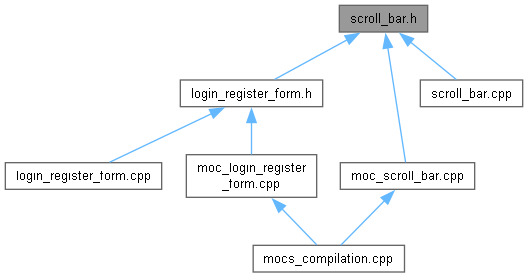 scroll_bar.h
login_register_form.h
scroll_bar.cpp
login_register_form.cpp
moc_login_register
_form.cpp
moc_scroll_bar.cpp
mocs_compilation.cpp